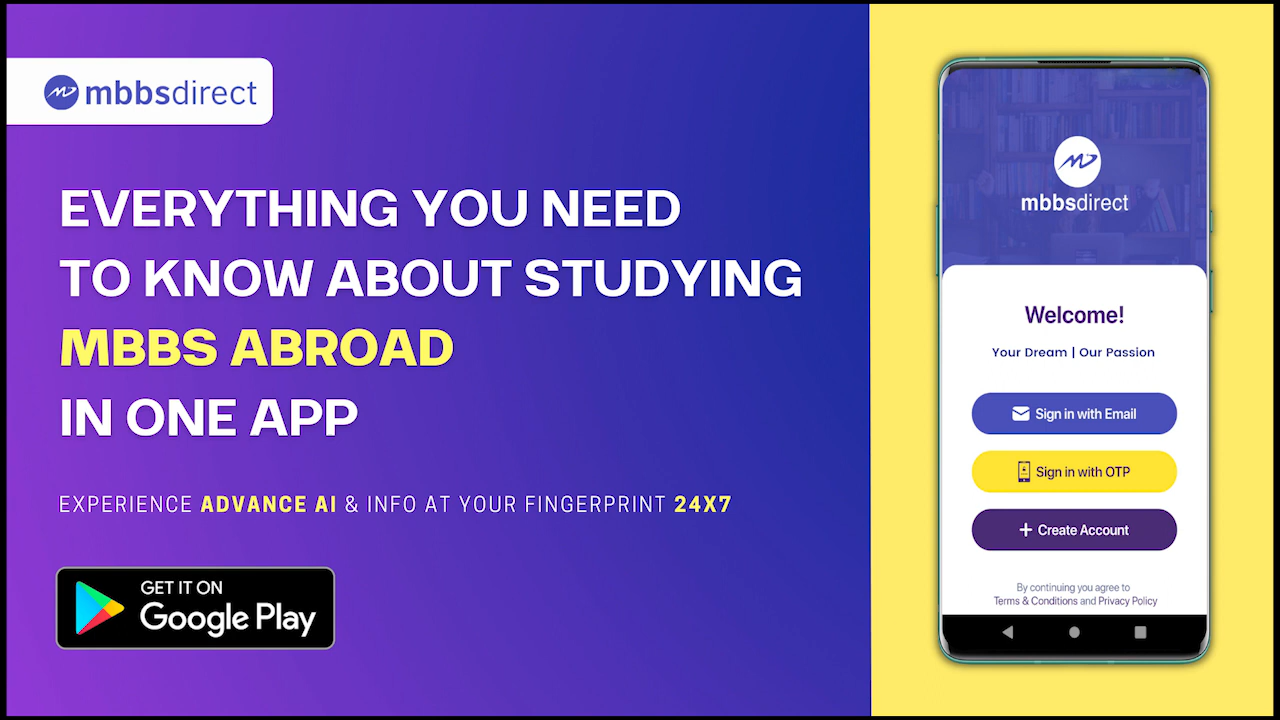 mbbsdirect
EVERYTHING YOU NEED
TO KNOW ABOUT STUDYING
MBBS ABROAD
IN ONE APP
EXPERIENCE ADVANCE AI & INFO AT YOUR FINGERPRINT 24X7
GET IT ON
Google Play
mbbsdirect
Welcome!
Your Dream | Our Passion
Sign in with Email
Sign in with OTP
+ Create Account
By continuing you agree to
Terms & Conditions and Privacy Policy